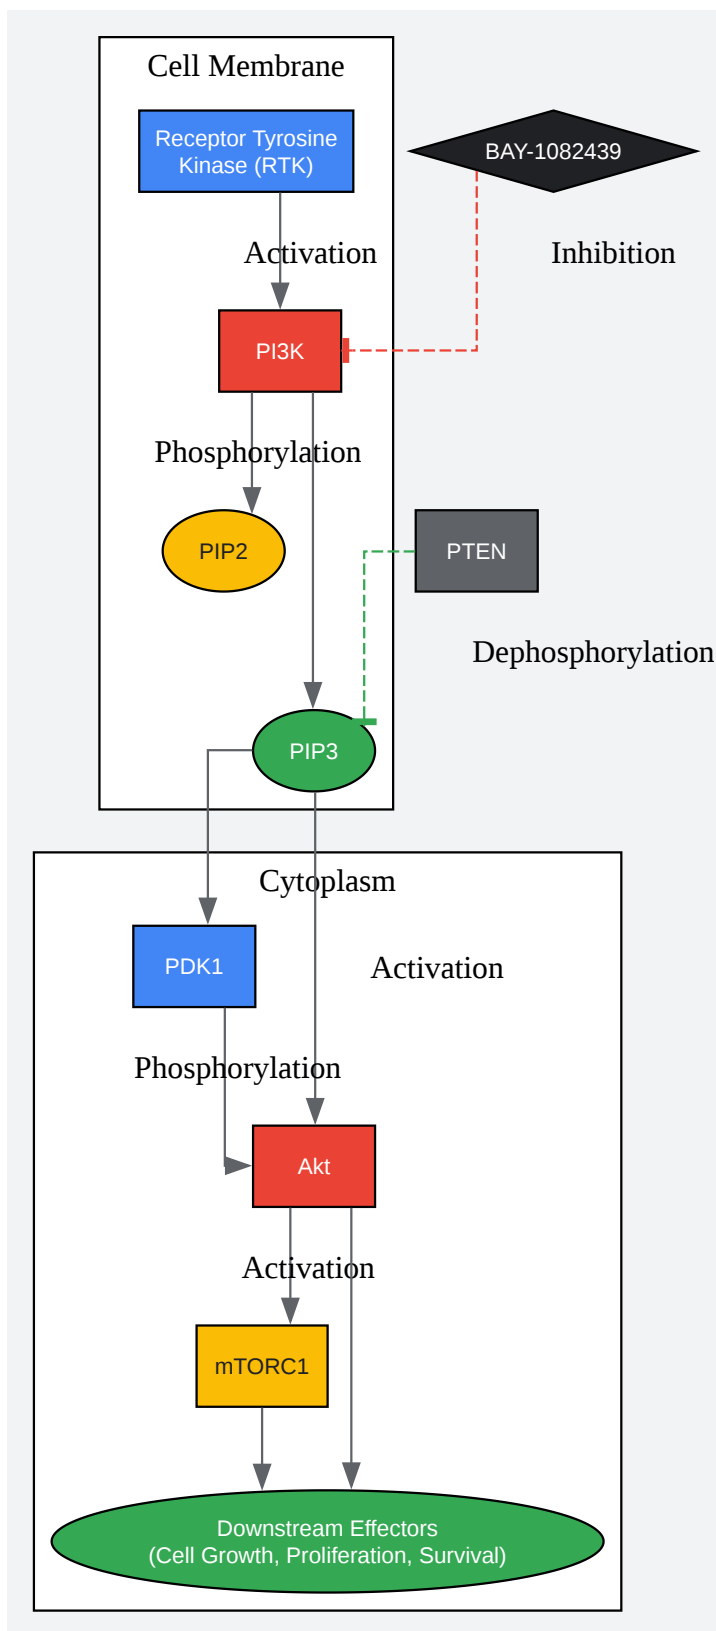 Cell Membrane
Receptor Tyrosine
Kinase (RTK)
BAY-1082439
Activation
Inhibition
PI3K
Phosphorylation
PIP2
PTEN
Dephosphorylation
PIP3
Cytoplasm
PDK1
Activation
Phosphorylation
Akt
Activation
mTORC1
Downstream Effectors
(Cell Growth, Proliferation, Survival)